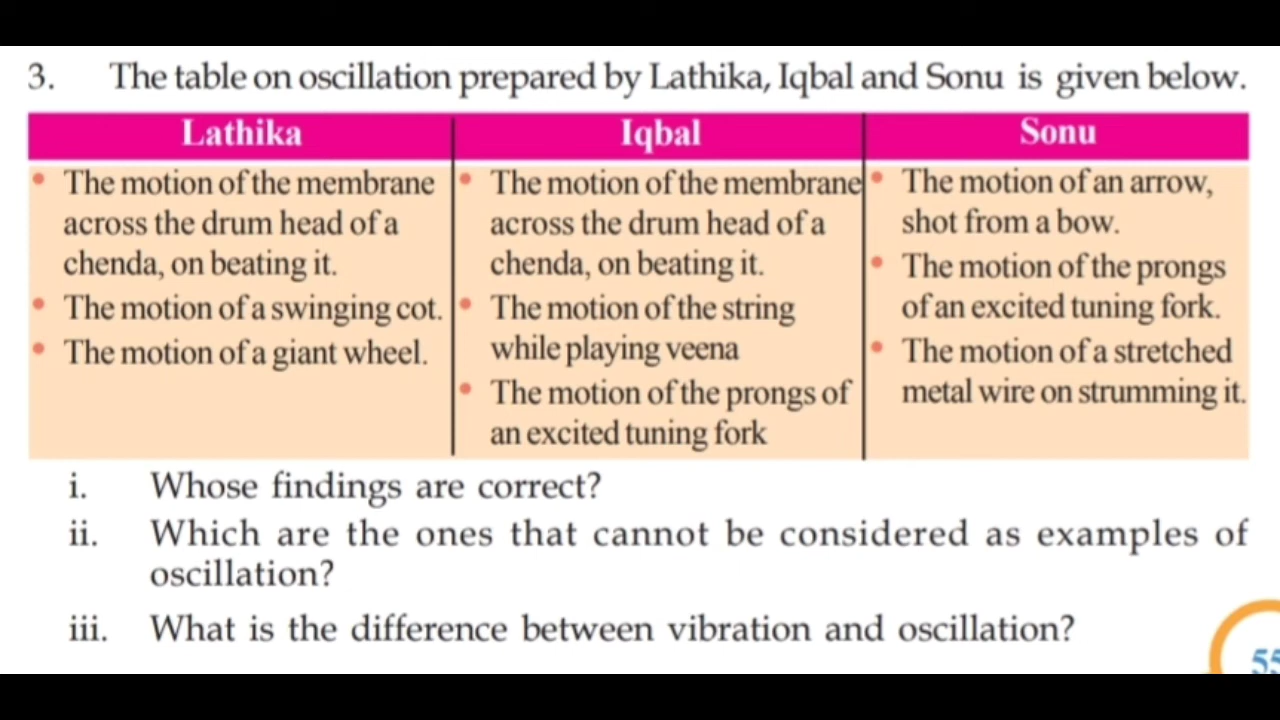 3. The table on oscillation prepared by Lathika, Iqbal and Sonu is given below.
Lathika
• The motion of the membrane
across the drum head of a
chenda, on beating it.
• The motion of a swinging cot.
• The motion of a giant wheel.
Iqbal
• The motion of the membrane
across the drum head of a
chenda, on beating it.
• The motion of the string
while playing veena
• The motion of the prongs of
an excited tuning fork
Sonu
• The motion of an arrow,
shot from a bow.
• The motion of the prongs
of an excited tuning fork.
• The motion of a stretched
metal wire on strumming it.
i. Whose findings are correct?
ii. Which are the ones that cannot be considered as examples of
oscillation?
iii. What is the difference between vibration and oscillation?
55